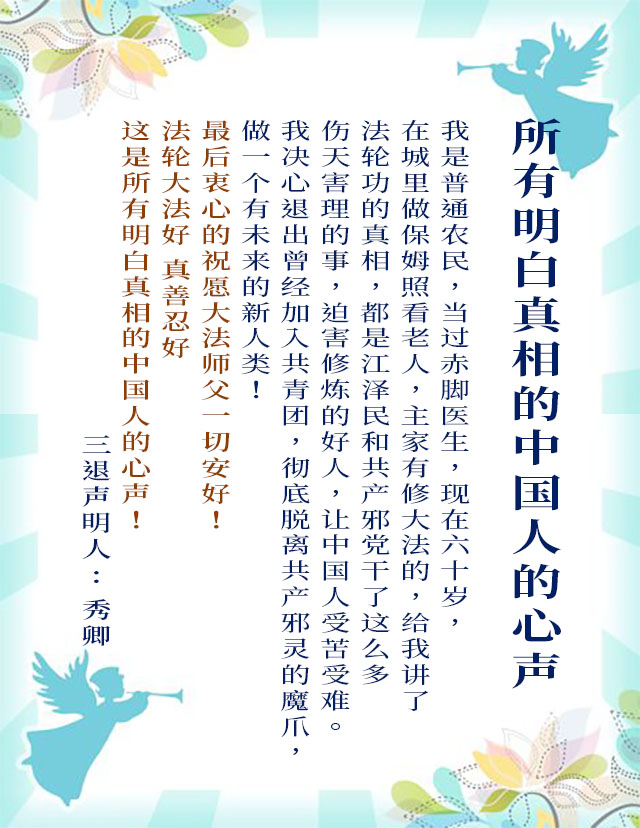 所有明白真相的中国人的心声
我是普通农民，当过赤脚医生，现在六十岁，
在城里做保姆照看老人，主家有修大法的，给我讲了
法轮功的真相，都是江泽民和共产邪党干了这么多
伤天害理的事，迫害修炼的好人，让中国人受苦受难。
我决心退出曾经加入共青团，彻底脱离共产邪灵的魔爪，
做一个有未来的新人类！
最后衷心的祝愿大法师父一切安好！
法轮大法好 真善忍好
这是所有明白真相的中国人的心声！
三退声明人：秀卿